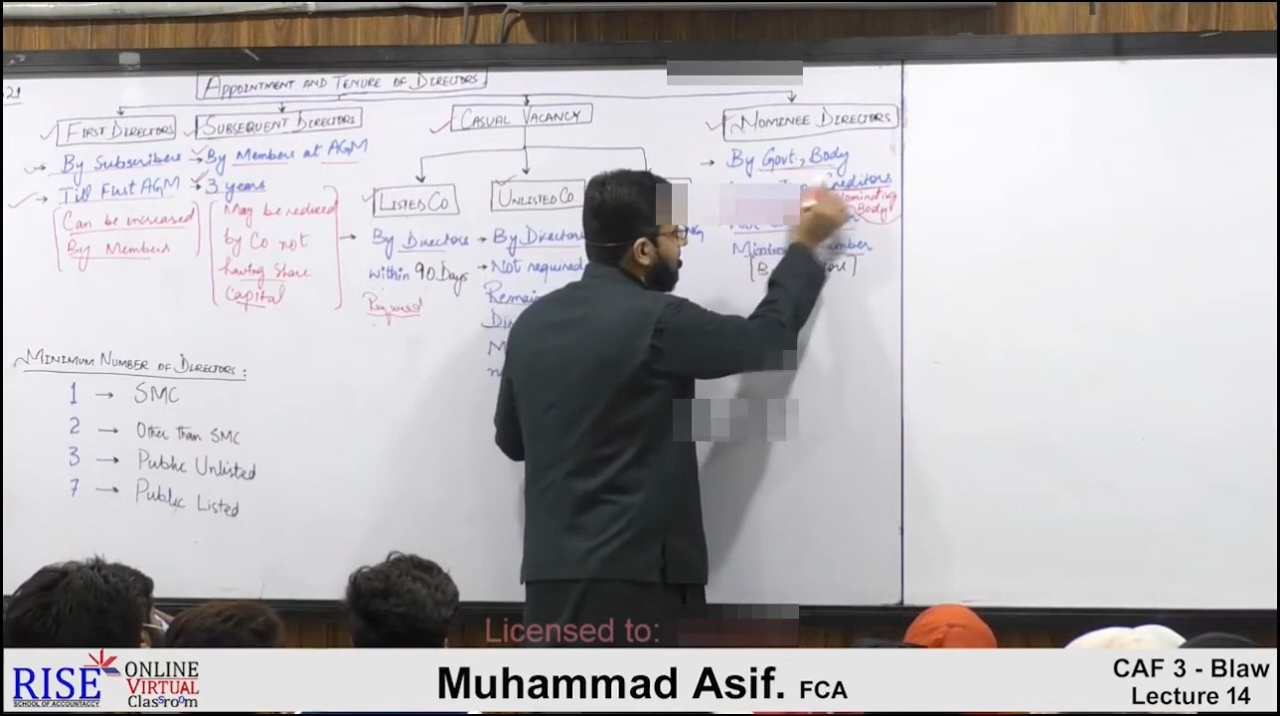 APPOINTMENT AND TENURE OF DIRECTORS
FIRST DIRECTORS
By Subscribers
Till First AGM
Can be increased
By Members
SUBSEQUENT DIRECTORS
By Members at AGM
3 years
May be reduced
by Co not
having share
capital
CASUAL VACANCY
LISTED CO
By Directors
within 90 Days
UNLISTED CO
By Directors
Not required
NOMINEE DIRECTORS
By Govt., Body
Creditors
Nominating
Body
MINIMUM NUMBER OF DIRECTORS:
1 → SMC
2 → Other than SMC
3 → Public Unlisted
7 → Public Listed
Licensed to:
RISE
SCHOOL OF ACCOUNTANCY
ONLINE
VIRTUAL
Classroom
Muhammad Asif. FCA
CAF 3 - Blaw
Lecture 14